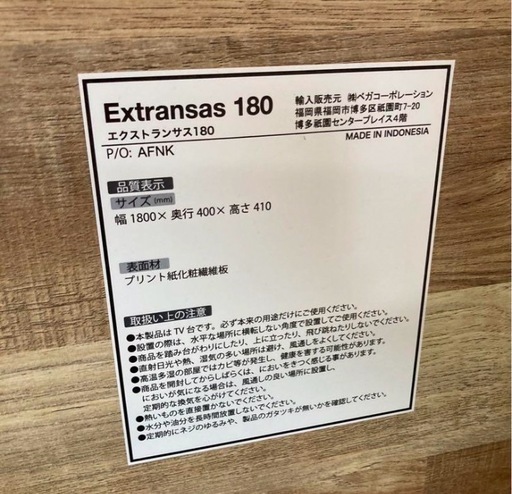 Extransas 180
エクストランサス180
P/O: AFNK
輸入販売元 ㈱ベガコーポレーション
福岡県福岡市博多区祇園町7-20
博多祇園センタープレイス4階
MADE IN INDONESIA
品質表示
サイズ(mm)
幅 1800× 奥行 400× 高さ 410
表面材
プリント紙化粧繊維板
取扱い上の注意
●本製品は TV 台です。必ず本来の用途だけにご使用ください。
●設置の際は、水平な場所に横転しない角度で設置してご使用ください。
●商品を踏み台がわりにしたり、上に立ったり、飛び跳ねたりしないでください。
●直射日光や熱、湿気の多い場所は避け、風通しをよくしてください。
●高温多湿の部屋ではカビ等が発生し、健康を害する可能性があります。
●商品を開封してからしばらくは、においをきつく感じる事があります。
においが気になる場合は、風通しの良い場所に設置し、
定期的な換気を心がけてください。
●熱いものを直接置かないでください。
●水分や油分を長時間放置しないでください。
●定期的にネジのゆるみや、製品のガタツキが無いかを確認してください。